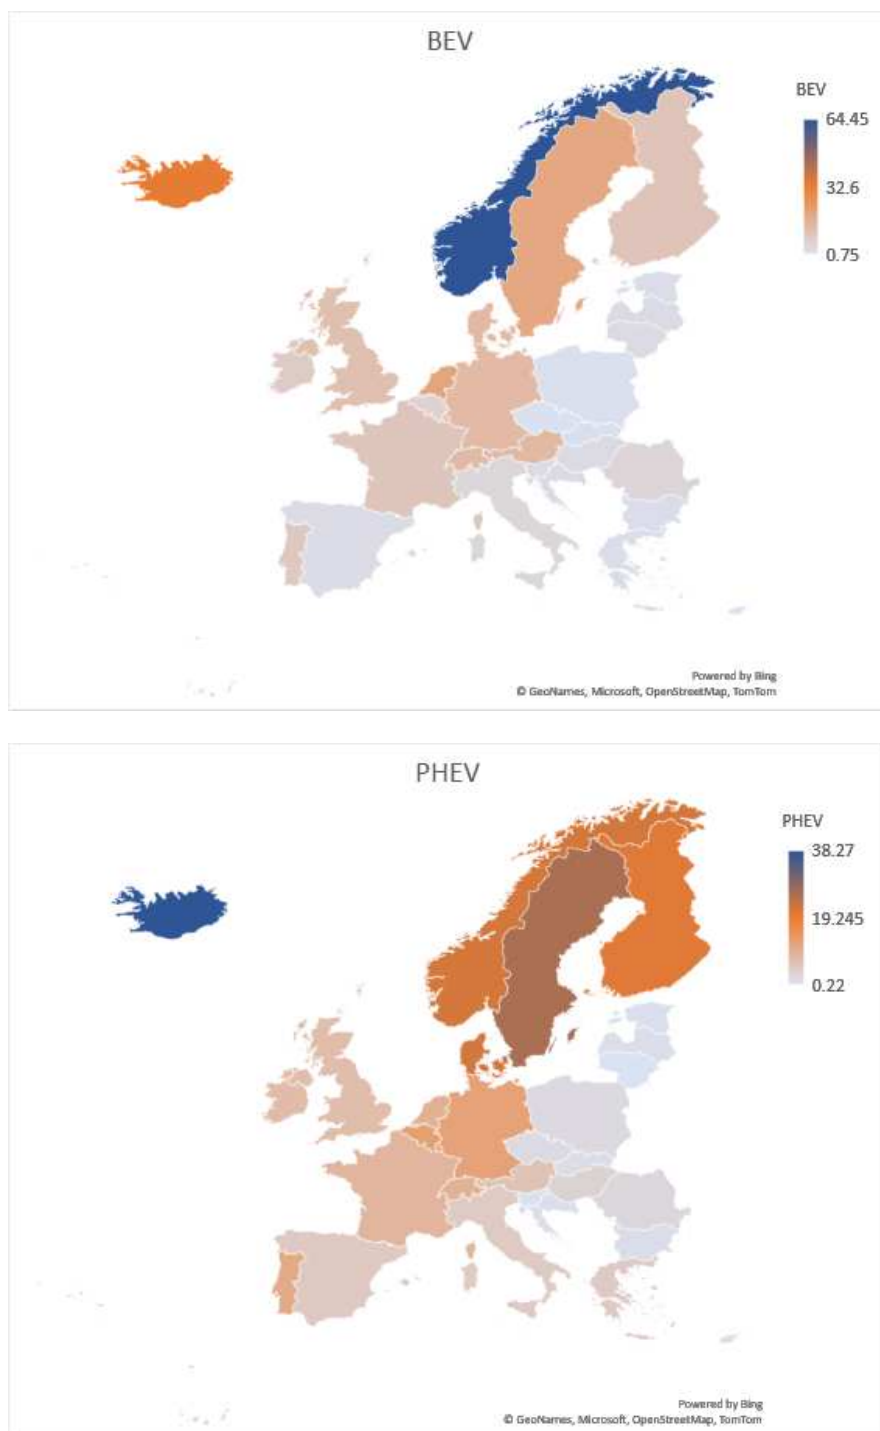 BEV
BEV
64.45
32.6
0.75
Powered by Bing
© GeoNames, Microsoft, OpenStreetMap, TomTom
PHEV
PHEV
38.27
19.245
0.22
Powered by Bing
© GeoNames, Microsoft, OpenStreetMap, TomTom